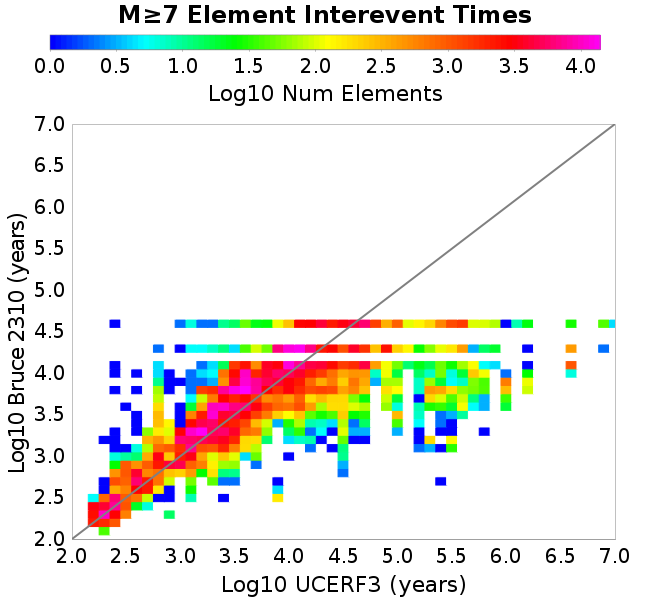 M≥7 Element Interevent Times
0.0 0.5 1.0 1.5 2.0 2.5 3.0 3.5 4.0
Log10 Num Elements
7.0
6.5
6.0
5.5
5.0
4.5
4.0
3.5
3.0
2.5
2.0
Log10 Bruce 2310 (years)
2.0 2.5 3.0 3.5 4.0 4.5 5.0 5.5 6.0 6.5 7.0
Log10 UCERF3 (years)